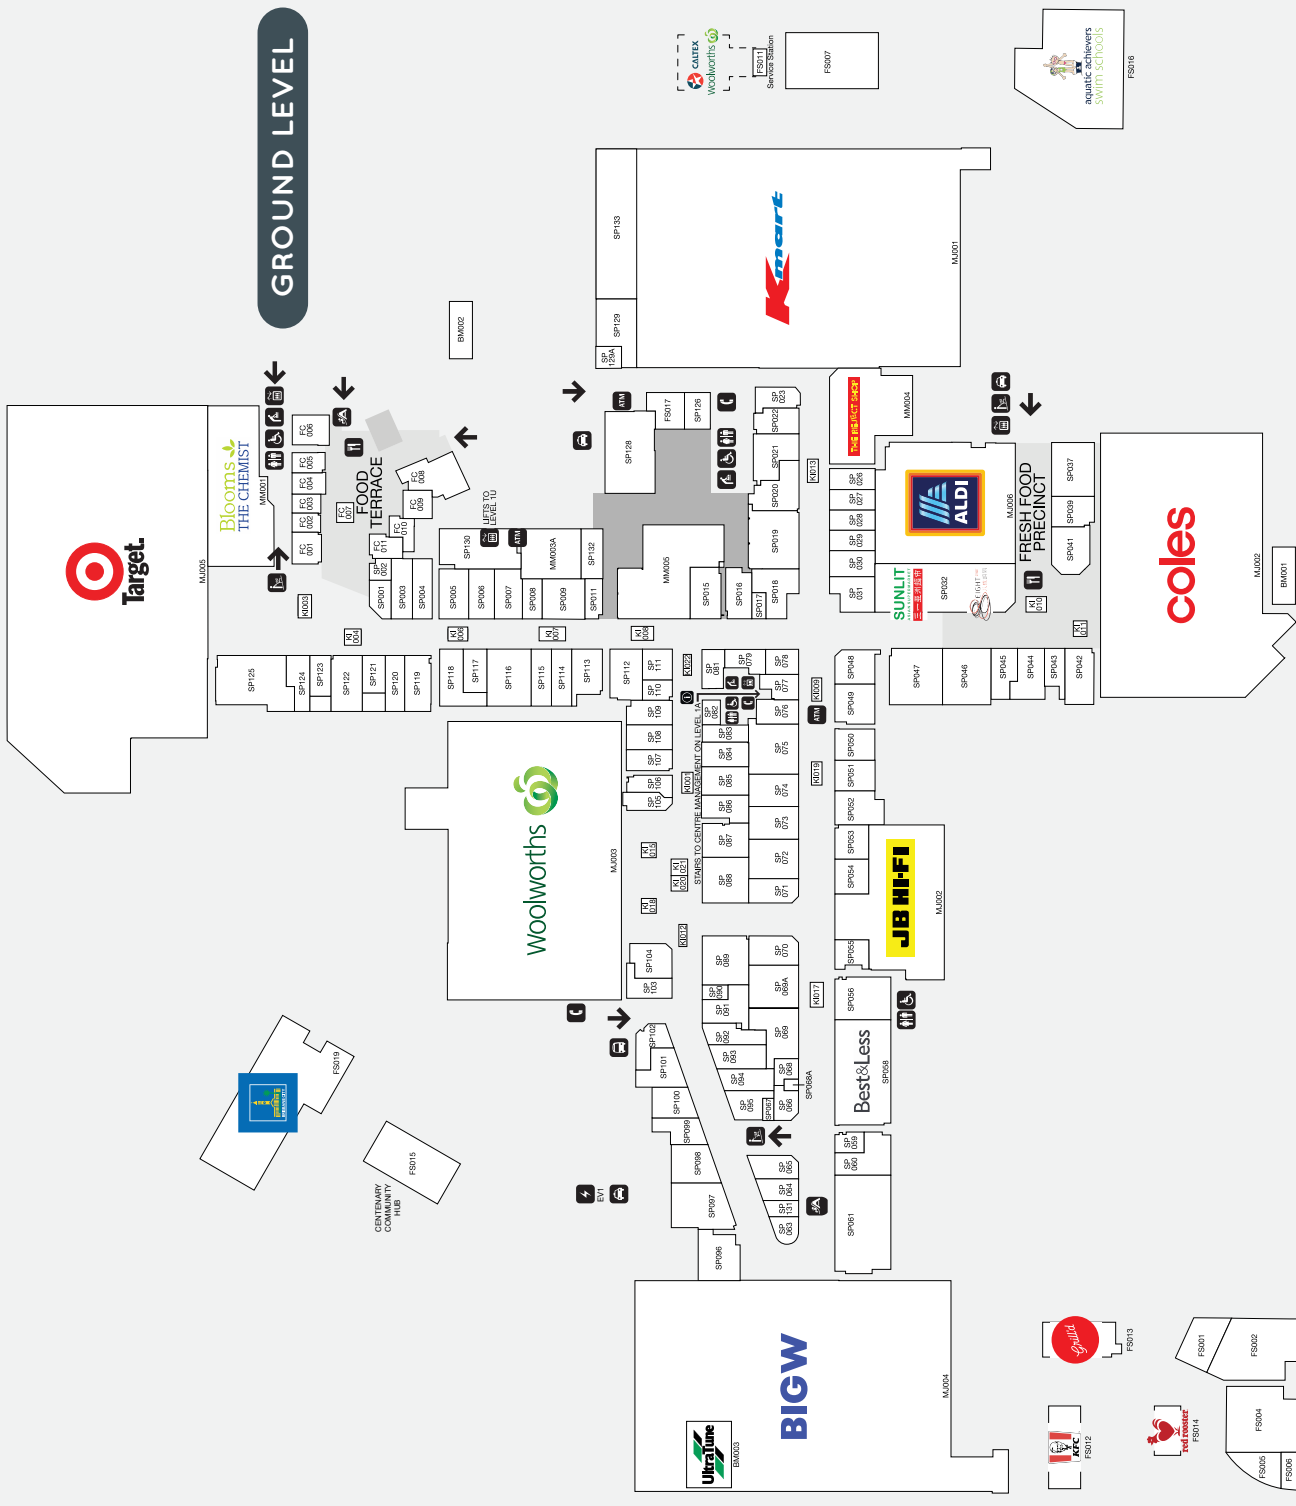 GROUND LEVEL
CALTEX
Woolworths
FS011
Service Station
FS007
aquatic achievers
swim schools
FS016
SP133
SP129
SP
129A
Kmart
MJ001
BM002
Target.
MJ005
Blooms
THE CHEMIST
MM001
FC
006
FC
005
FC
004
FC
003
FC
002
FC
001
FC
007
FOOD
TERRACE
FC
008
FC
009
FC
010
FC
011
SP
002
SP001
SP003
SP004
KI003
KI
004
LIFTS TO
LEVEL 1U
ATM
SP130
MM003A
SP132
SP005
SP006
SP007
SP008
SP009
SP011
KI
006
KI
007
KI
008
ATM
SP128
FS017
SP126
MM005
SP015
SP016
SP017
SP018
SP019
SP020
SP021
SP022
SP
023
KI013
THE REJECT SHOP
MM004
SP
026
SP
027
SP
028
SP
029
SP
030
SP
031
ALDI
MJ006
SUNLIT
SP032
FRESH FOOD
PRECINCT
SP037
SP039
SP041
KI
010
KI
011
coles
MJ002
BM001
SP125
SP124
SP123
SP122
SP121
SP120
SP119
SP118
SP117
SP116
SP115
SP114
SP113
SP112
SP
111
SP
110
SP
109
SP
108
SP
107
SP
106
SP
105
KI022
KI001
STAIRS TO CENTRE MANAGEMENT ON LEVEL 1A
SP
081
SP
079
SP
078
SP
077
SP
076
SP
082
SP
083
SP
084
SP
085
SP
086
SP
087
SP
088
SP
075
SP
074
SP
073
SP
072
SP
071
KI009
ATM
KI019
SP048
SP049
SP050
SP051
SP052
SP053
SP054
SP055
SP047
SP046
SP045
SP044
SP043
SP042
JB HI-FI
MJ002
Woolworths
MJ003
KI
015
KI
021
KI
020
KI
018
KI012
SP104
SP
103
SP102
SP101
SP100
SP099
SP098
SP097
SP096
SP
089
SP
090
SP
091
SP
092
SP
093
SP
094
SP
095
SP
070
SP
069A
SP
069
SP
068
SP068A
SP067
SP
066
KI017
SP056
Best&Less
SP058
SP
059
SP
060
SP061
SP
065
SP
064
SP
131
SP
063
EV1
BRISBANE CITY
FS019
FS015
CENTENARY
COMMUNITY
HUB
BIGW
MJ004
UltraTune
BM003
Grill'd
FS013
KFC
FS012
red rooster
FS014
FS001
FS002
FS004
FS005
FS006